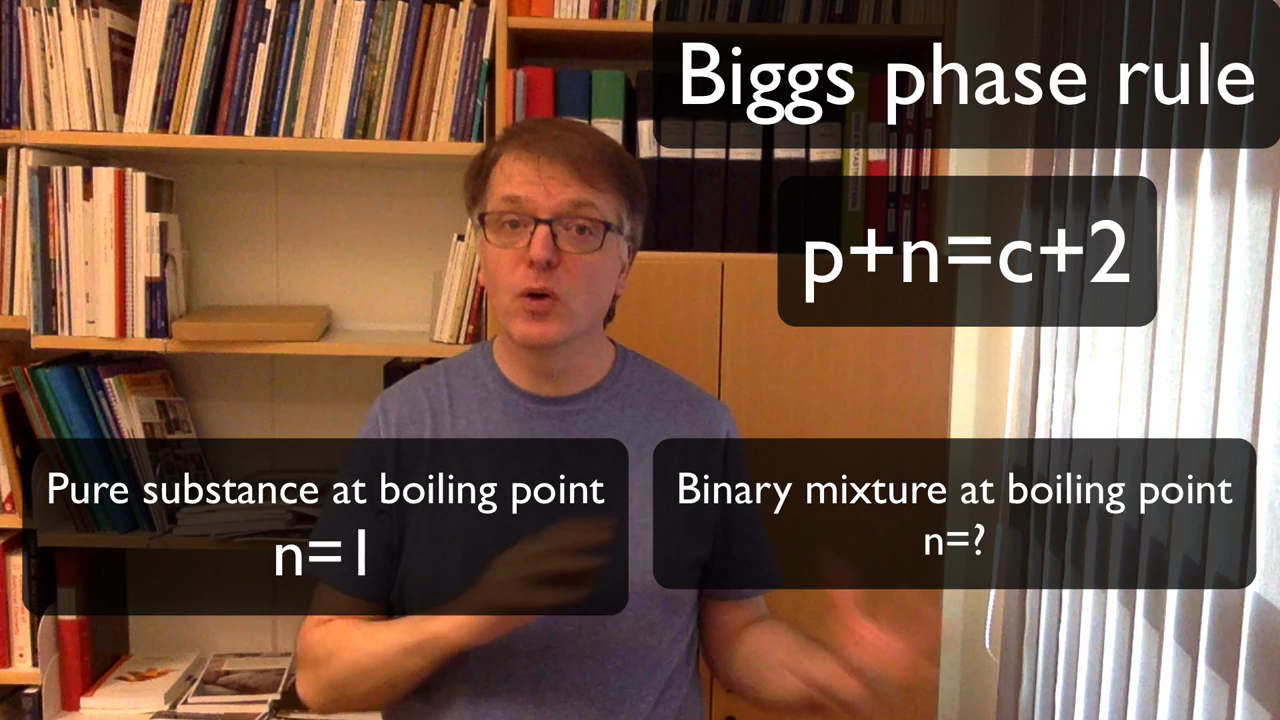 Biggs phase rule
p+n=c+2
Pure substance at boiling point
n=1
Binary mixture at boiling point
n=?